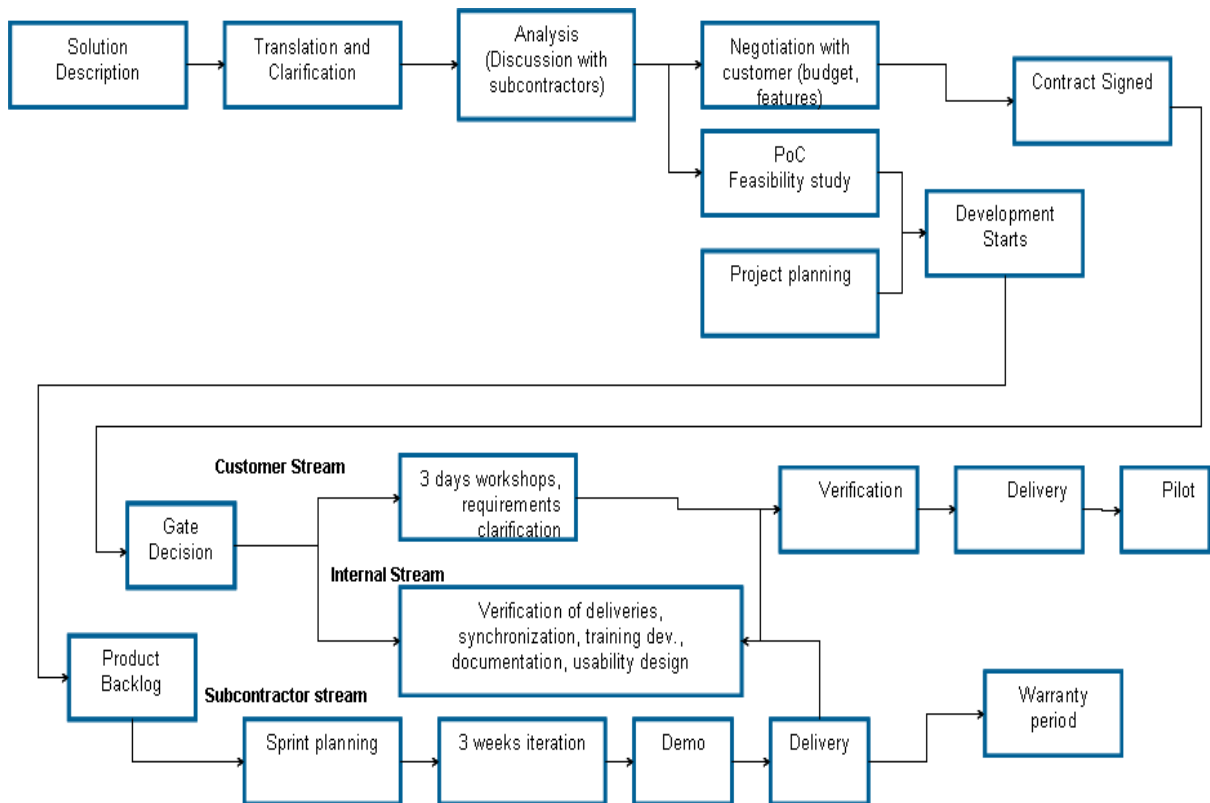 Solution
Description
Translation and
Clarification
Analysis
(Discussion with
subcontractors)
Negotiation with
customer (budget,
features)
Contract Signed
PoC
Feasibility study
Development
Starts
Project planning
Customer Stream
3 days workshops,
requirements
clarification
Verification
Delivery
Pilot
Gate
Decision
Internal Stream
Verification of deliveries,
synchronization, training dev.,
documentation, usability design
Product
Backlog
Subcontractor stream
Sprint planning
3 weeks iteration
Demo
Delivery
Warranty
period